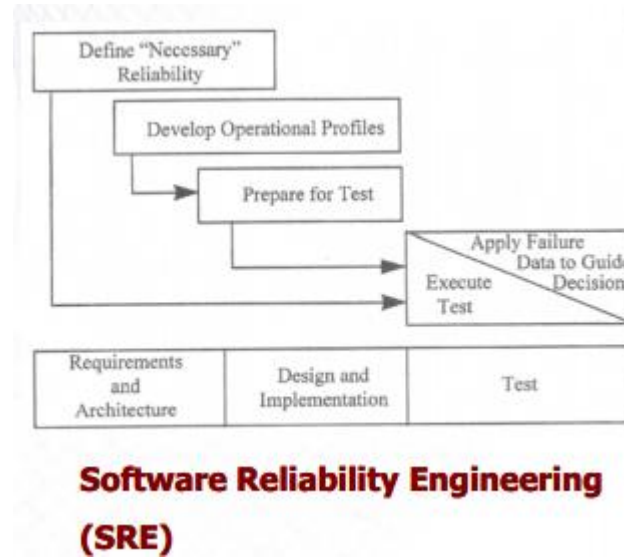 Define “Necessary”
Reliability
Develop Operational Profiles
Prepare for Test
Apply Failure
Data to Guide
Decision
Execute
Test
Requirements
and
Architecture
Design and
Implementation
Test
Software Reliability Engineering
(SRE)